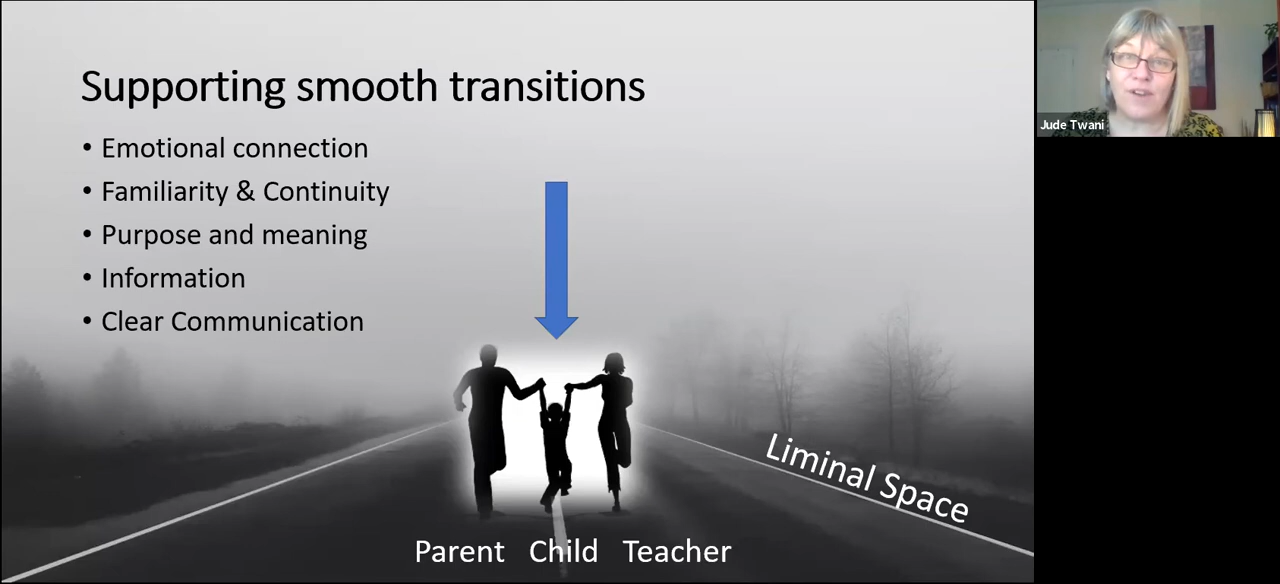 Supporting smooth transitions
• Emotional connection
• Familiarity & Continuity
• Purpose and meaning
• Information
• Clear Communication
Liminal Space
Parent Child Teacher
Jude Twani